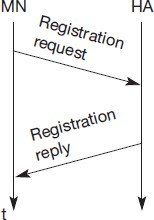 MN HA
Registration
request
Registration
reply
t